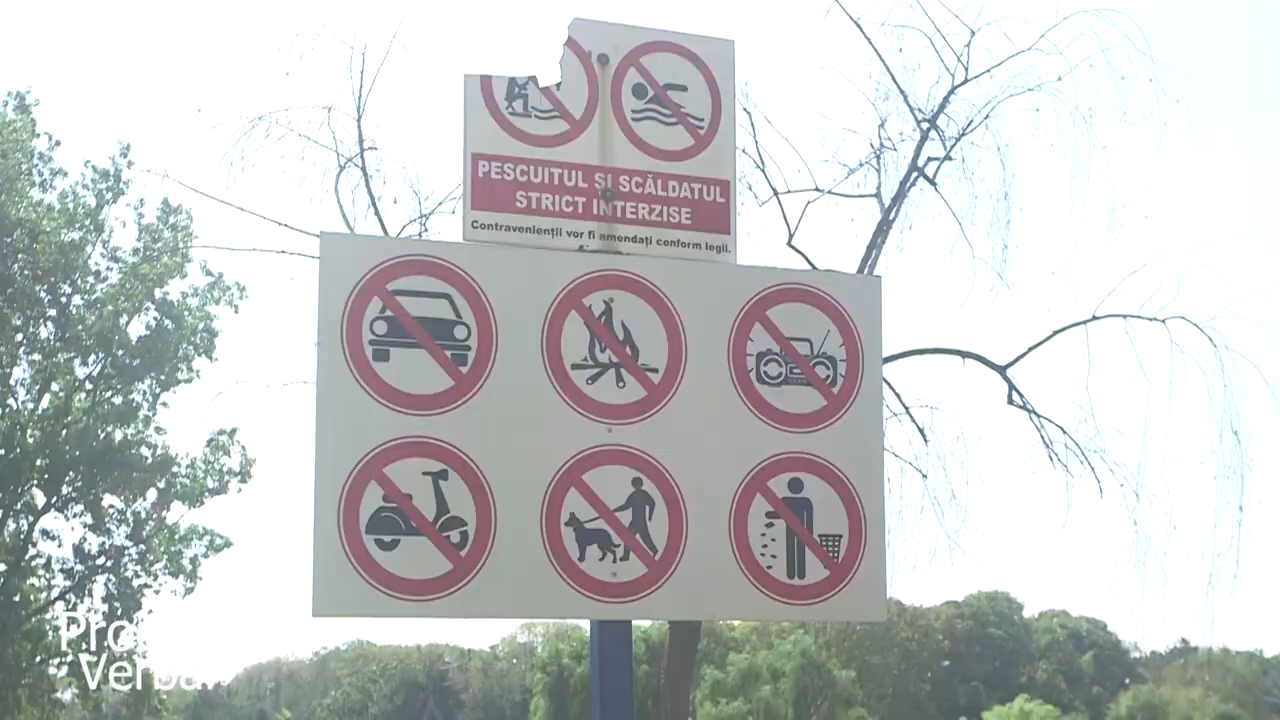 PESCUITUL ȘI SCĂLDATUL
STRICT INTERZISE
Contravenienții vor fi amendați conform legii.